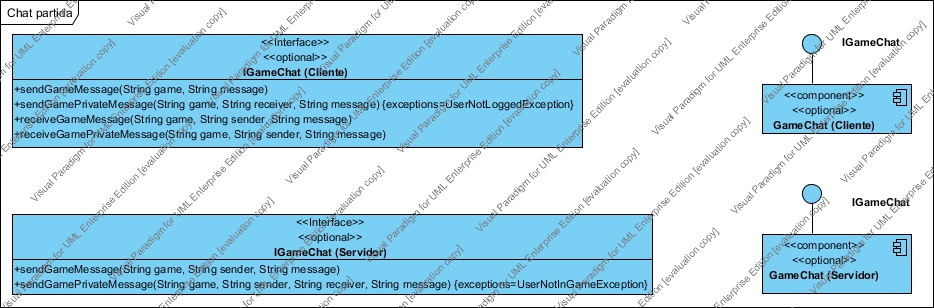 Chat partida
<<Interface>>
<<optional>>
IGameChat (Cliente)
+sendGameMessage(String game, String message)
+sendGamePrivateMessage(String game, String receiver, String message) {exceptions=UserNotLoggedException}
+receiveGameMessage(String game, String sender, String message)
+receiveGamePrivateMessage(String game, String sender, String message)
IGameChat
<<component>>
<<optional>>
GameChat (Cliente)
<<Interface>>
<<optional>>
IGameChat (Servidor)
+sendGameMessage(String game, String sender, String message)
+sendGamePrivateMessage(String game, String sender, String receiver, String message) {exceptions=UserNotInGameException}
IGameChat
<<component>>
<<optional>>
GameChat (Servidor)
Visual Paradigm for UML Enterprise Edition [evaluation copy]